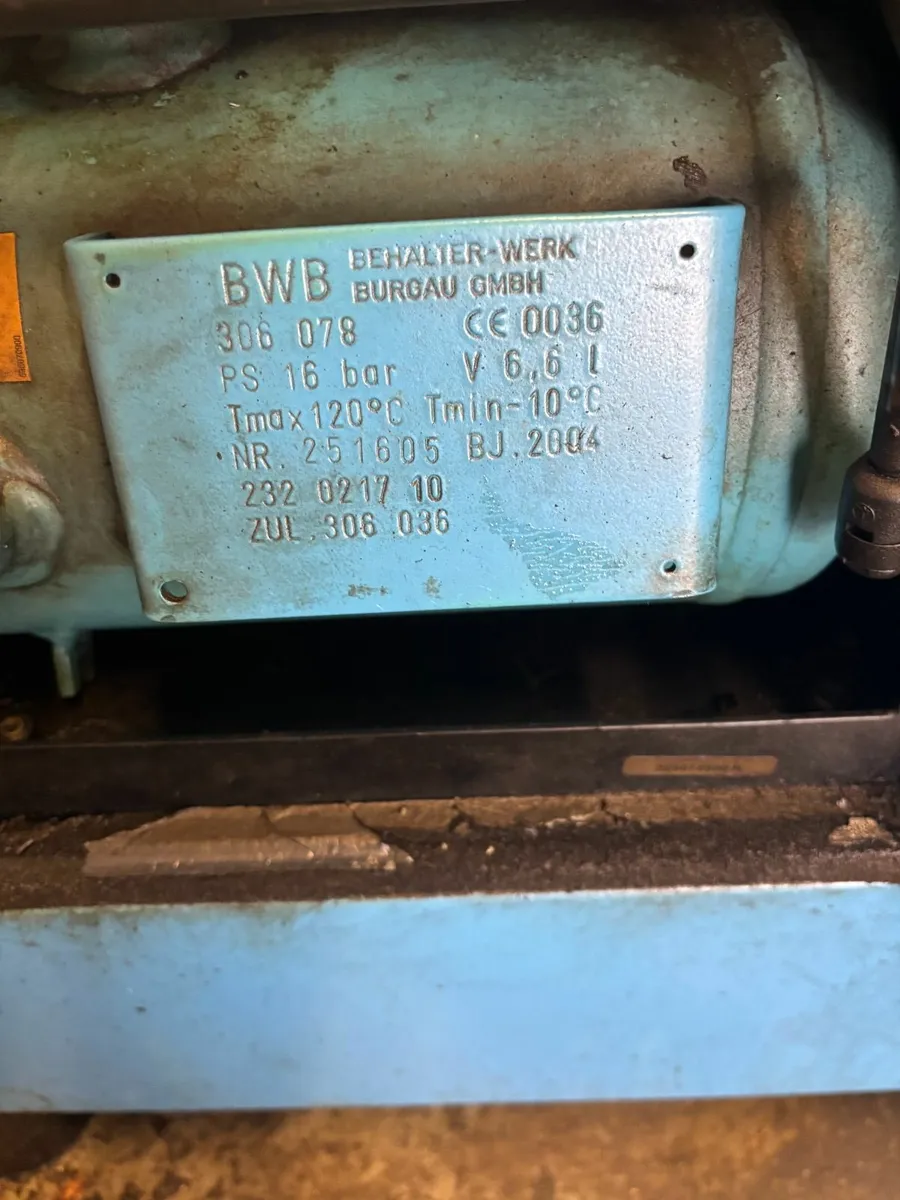 BWB BEHÄLTER-WERK
BURGAU GMBH
306 078 CE 0036
PS 16 bar V 6,6 l
Tmax 120°C Tmin-10°C
NR. 251605 BJ. 2004
232 0217 10
ZUL. 306 036